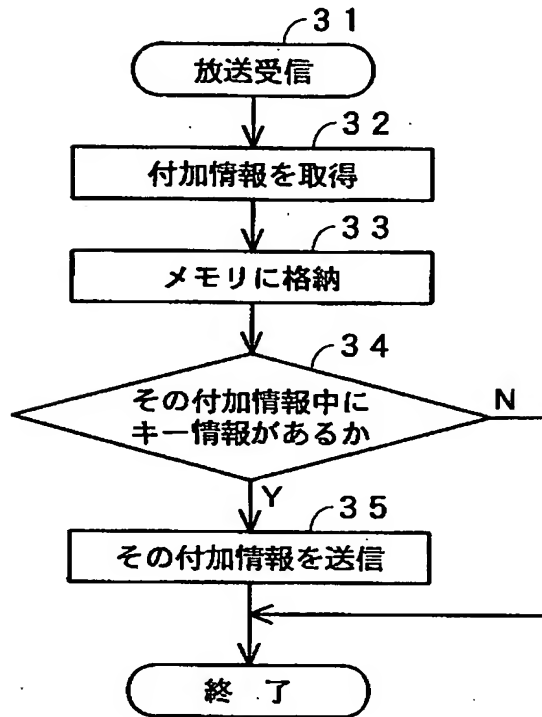 31
放送受信
32
付加情報を取得
33
メモリに格納
34
その付加情報中に
キー情報があるか
N
Y
35
その付加情報を送信
終 了